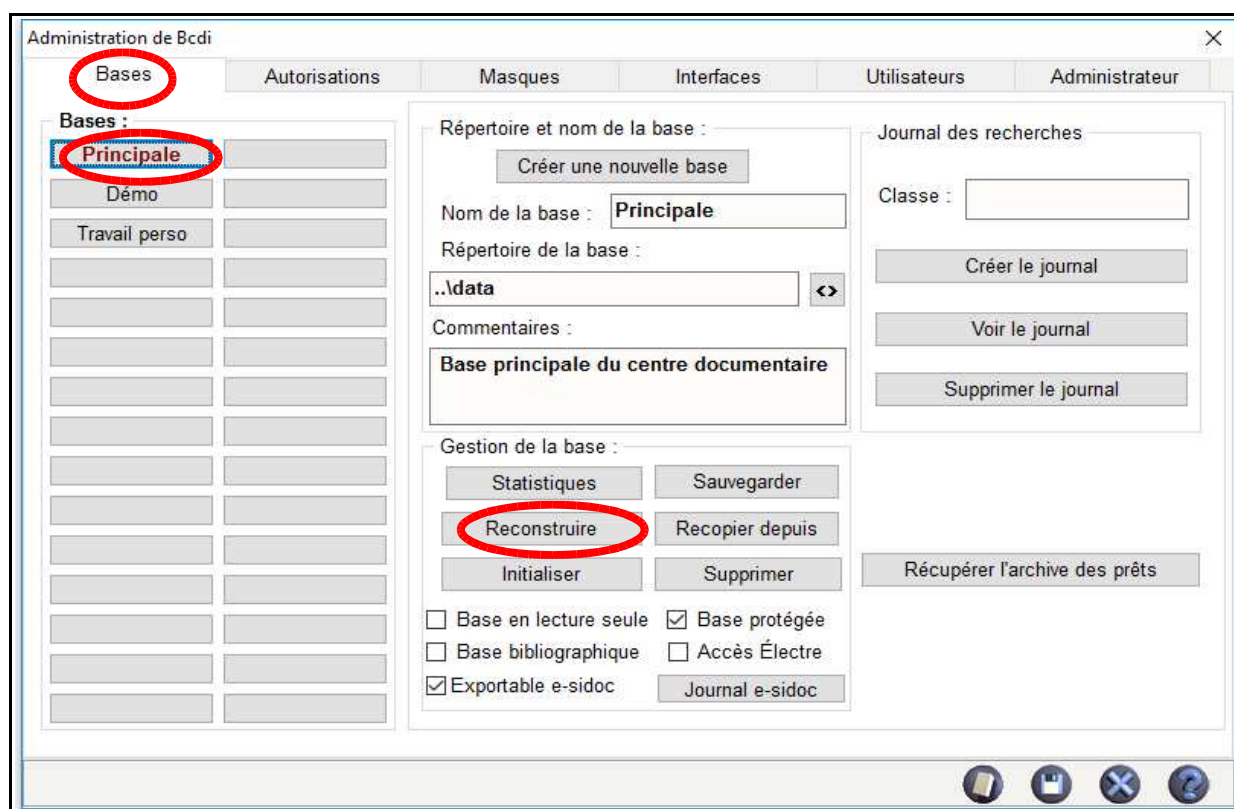 Administration de Bcdi
Bases Autorisations Masques Interfaces Utilisateurs Administrateur
Bases :
Principale
Démo
Travail perso
Répertoire et nom de la base :
Créer une nouvelle base
Nom de la base : Principale
Répertoire de la base :
..\data <>
Commentaires :
Base principale du centre documentaire
Gestion de la base :
Statistiques Sauvegarder
Reconstruire Recopier depuis
Initialiser Supprimer
Base en lecture seule Base protégée
Base bibliographique Accès Électre
Exportable e-sidoc Journal e-sidoc
Journal des recherches
Classe :
Créer le journal
Voir le journal
Supprimer le journal
Récupérer l'archive des prêts
?